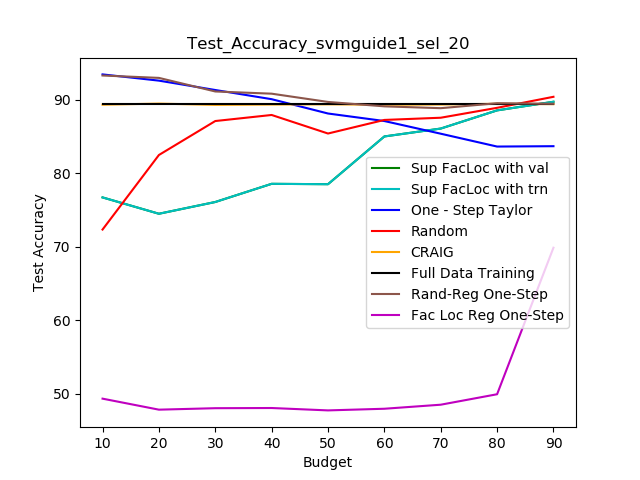 Test_Accuracy_svmguide1_sel_20
Test Accuracy
90
80
70
60
50
Sup FacLoc with val
Sup FacLoc with trn
One - Step Taylor
Random
CRAIG
Full Data Training
Rand-Reg One-Step
Fac Loc Reg One-Step
10 20 30 40 50 60 70 80 90
Budget